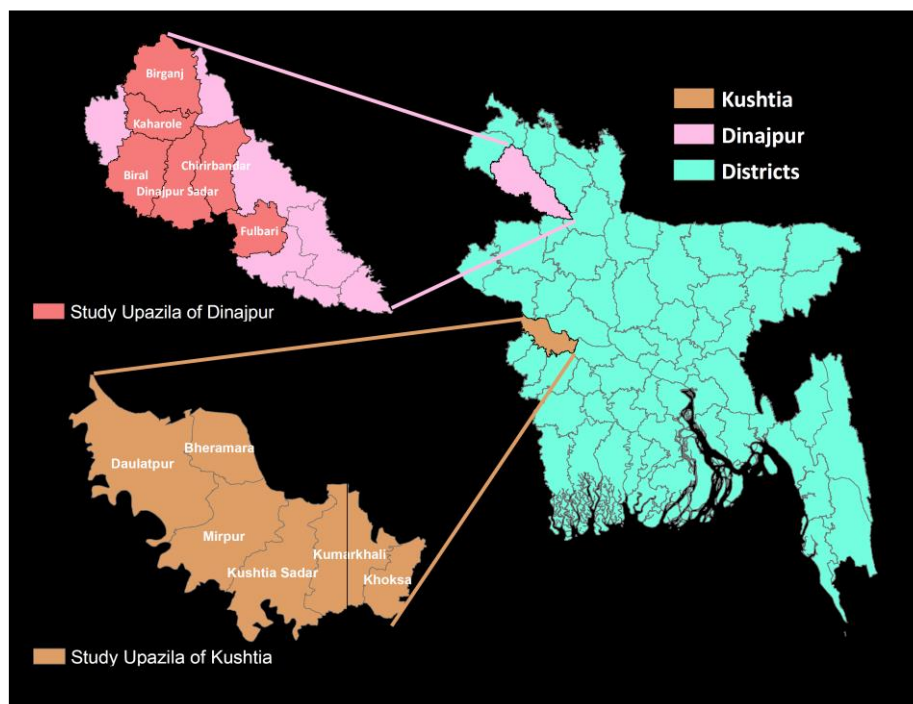 Birganj
Kaharole
Chirirbandar
Biral
Dinajpur Sadar
Fulbari
Study Upazila of Dinajpur
Kushtia
Dinajpur
Districts
Bheramara
Daulatpur
Mirpur
Kumarkhali
Kushtia Sadar
Khoksa
Study Upazila of Kushtia